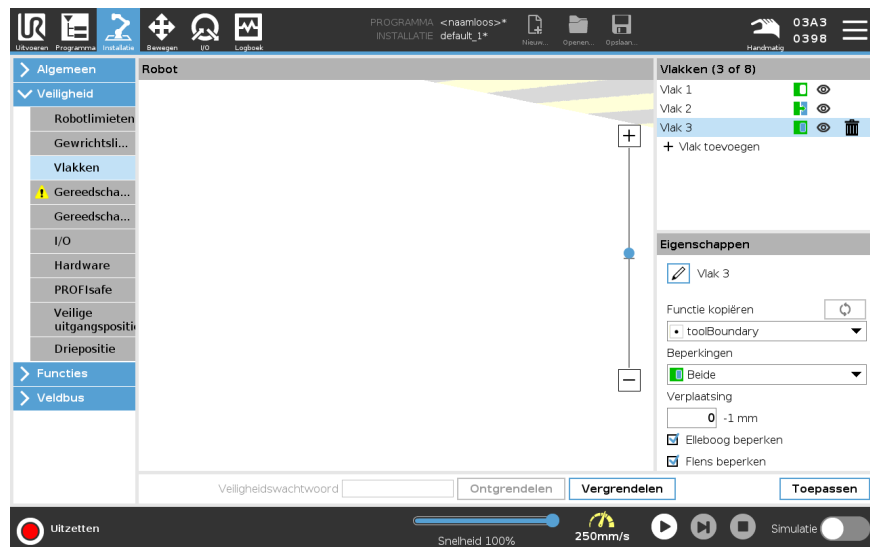 PROGRAMMA <naamloos>*
INSTALLATIE default_1*
Uitvoeren Programma Installatie Bewegen I/O Logboek
Nieuw... Openen... Opslaan...
Handmatig
03A3
0398
Algemeen
Veiligheid
Robotlimieten
Gewrichtsli...
Vlakken
Gereedscha...
Gereedscha...
I/O
Hardware
PROFIsafe
Veilige
uitgangspositi
Driepositie
Functies
Veldbus
Robot
Vlakken (3 of 8)
Vlak 1
Vlak 2
Vlak 3
+ Vlak toevoegen
Eigenschappen
Vlak 3
Functie kopiëren
toolBoundary
Beperkingen
Beide
Verplaatsing
0 -1 mm
Elleboog beperken
Flens beperken
Veiligheidswachtwoord Ontgrendelen Vergrendelen Toepassen
Uitzetten
Snelheid 100%
250mm/s
Simulatie